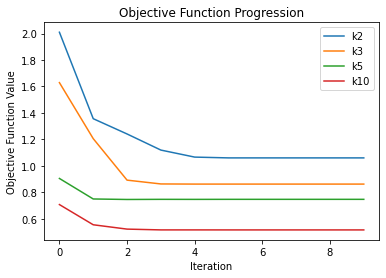 Objective Function Progression
Objective Function Value
2.0
1.8
1.6
1.4
1.2
1.0
0.8
0.6
k2
k3
k5
k10
0 2 4 6 8
Iteration